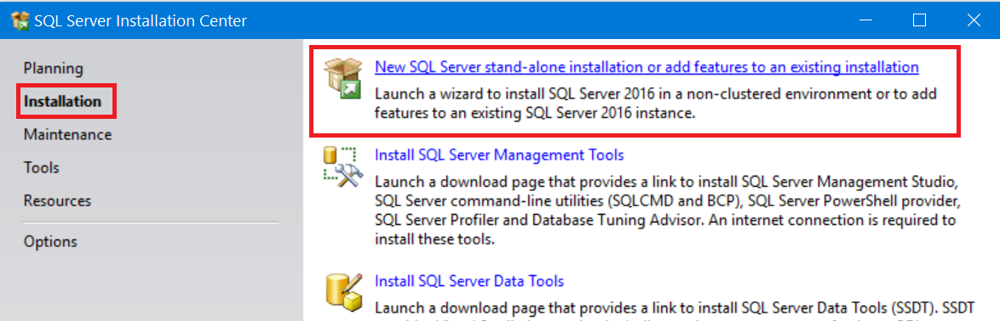 SQL Server Installation Center
Planning
Installation
Maintenance
Tools
Resources
Options
New SQL Server stand-alone installation or add features to an existing installation
Launch a wizard to install SQL Server 2016 in a non-clustered environment or to add
features to an existing SQL Server 2016 instance.
Install SQL Server Management Tools
Launch a download page that provides a link to install SQL Server Management Studio,
SQL Server command-line utilities (SQLCMD and BCP), SQL Server PowerShell provider,
SQL Server Profiler and Database Tuning Advisor. An internet connection is required to
install these tools.
Install SQL Server Data Tools
Launch a download page that provides a link to install SQL Server Data Tools (SSDT). SSDT